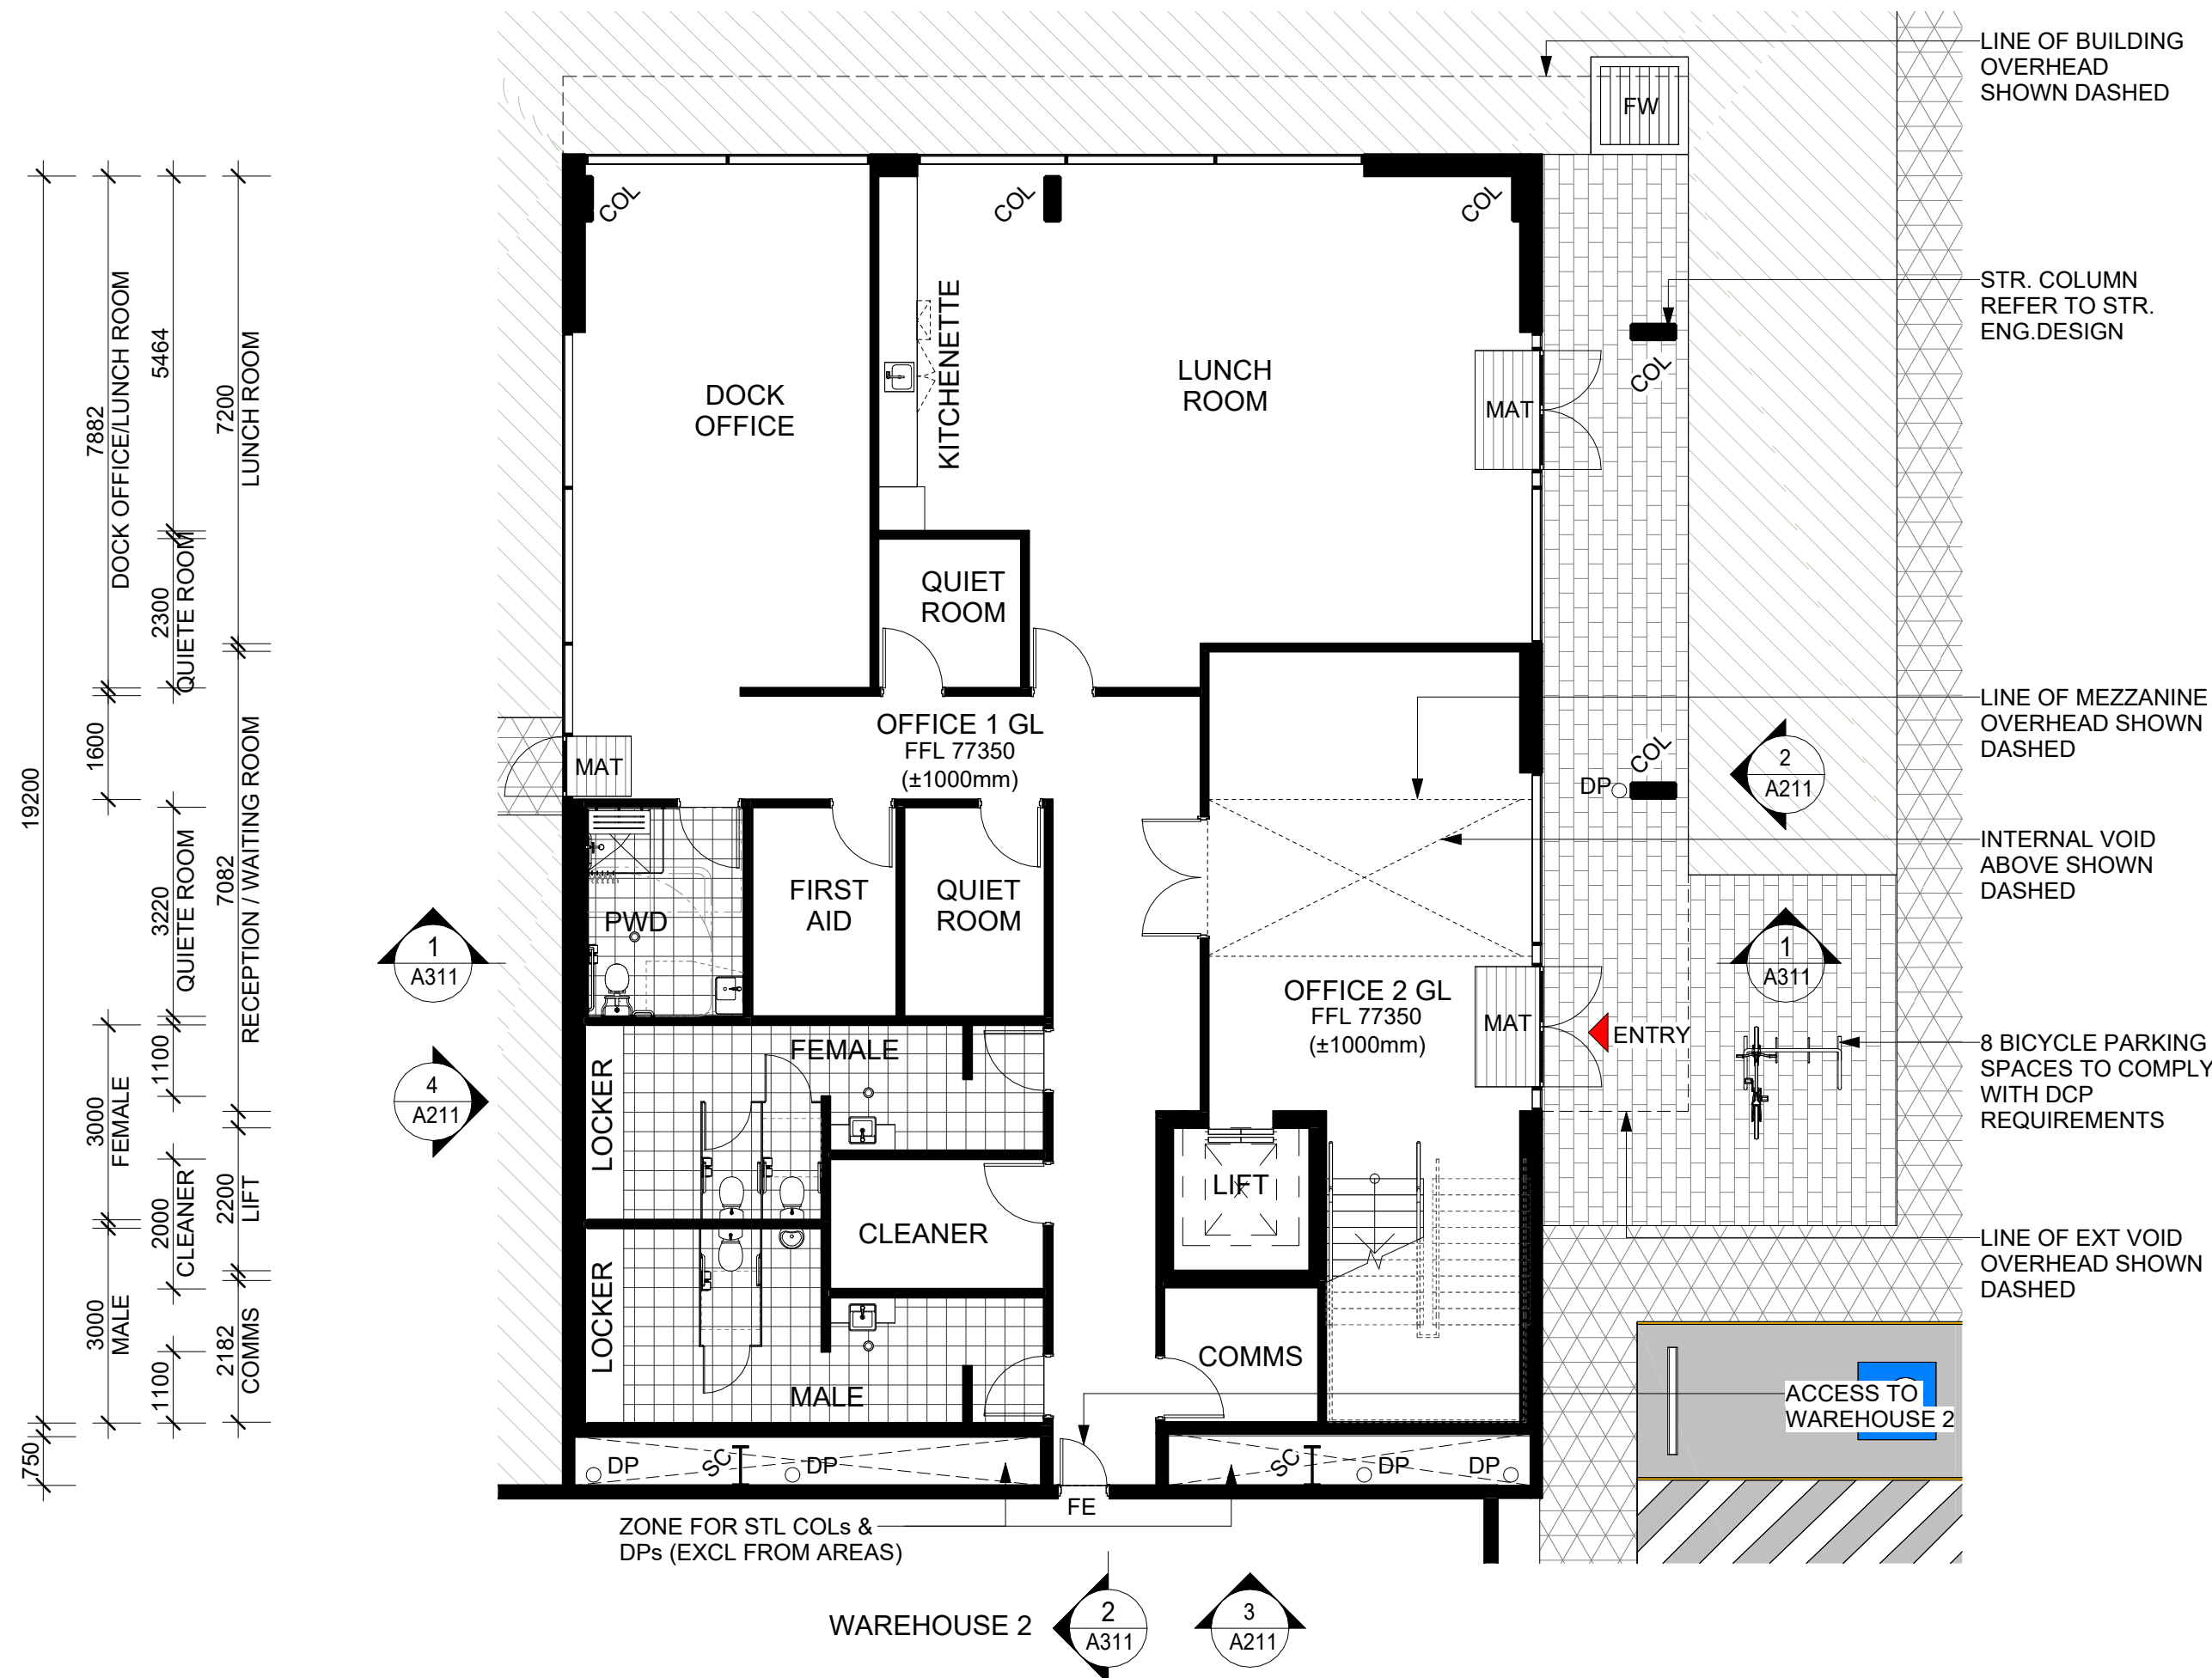 LINE OF BUILDING
OVERHEAD
SHOWN DASHED
FW
COL
COL
COL
STR. COLUMN
REFER TO STR.
ENG.DESIGN
COL
DOCK
OFFICE
KITCHENETTE
LUNCH
ROOM
MAT
19200
7882
DOCK OFFICE/LUNCH ROOM
5464
7200
LUNCH ROOM
2300
QUIETE ROOM
QUIET
ROOM
1600
OFFICE 1 GL
FFL 77350
(±1000mm)
MAT
LINE OF MEZZANINE
OVERHEAD SHOWN
DASHED
COL
DP
2
A211
INTERNAL VOID
ABOVE SHOWN
DASHED
3220
QUIETE ROOM
7082
RECEPTION / WAITING ROOM
PWD
FIRST
AID
QUIET
ROOM
1
A311
1
A311
OFFICE 2 GL
FFL 77350
(±1000mm)
MAT
ENTRY
8 BICYCLE PARKING
SPACES TO COMPLY
WITH DCP
REQUIREMENTS
3000
FEMALE
1100
4
A211
LOCKER
FEMALE
2000
CLEANER
2200
LIFT
LIFT
CLEANER
LINE OF EXT VOID
OVERHEAD SHOWN
DASHED
3000
MALE
1100
2182
COMMS
LOCKER
MALE
COMMS
ACCESS TO
WAREHOUSE 2
750
DP
SC
DP
SC
DP
DP
FE
ZONE FOR STL COLs &
DPs (EXCL FROM AREAS)
WAREHOUSE 2
2
A311
3
A211